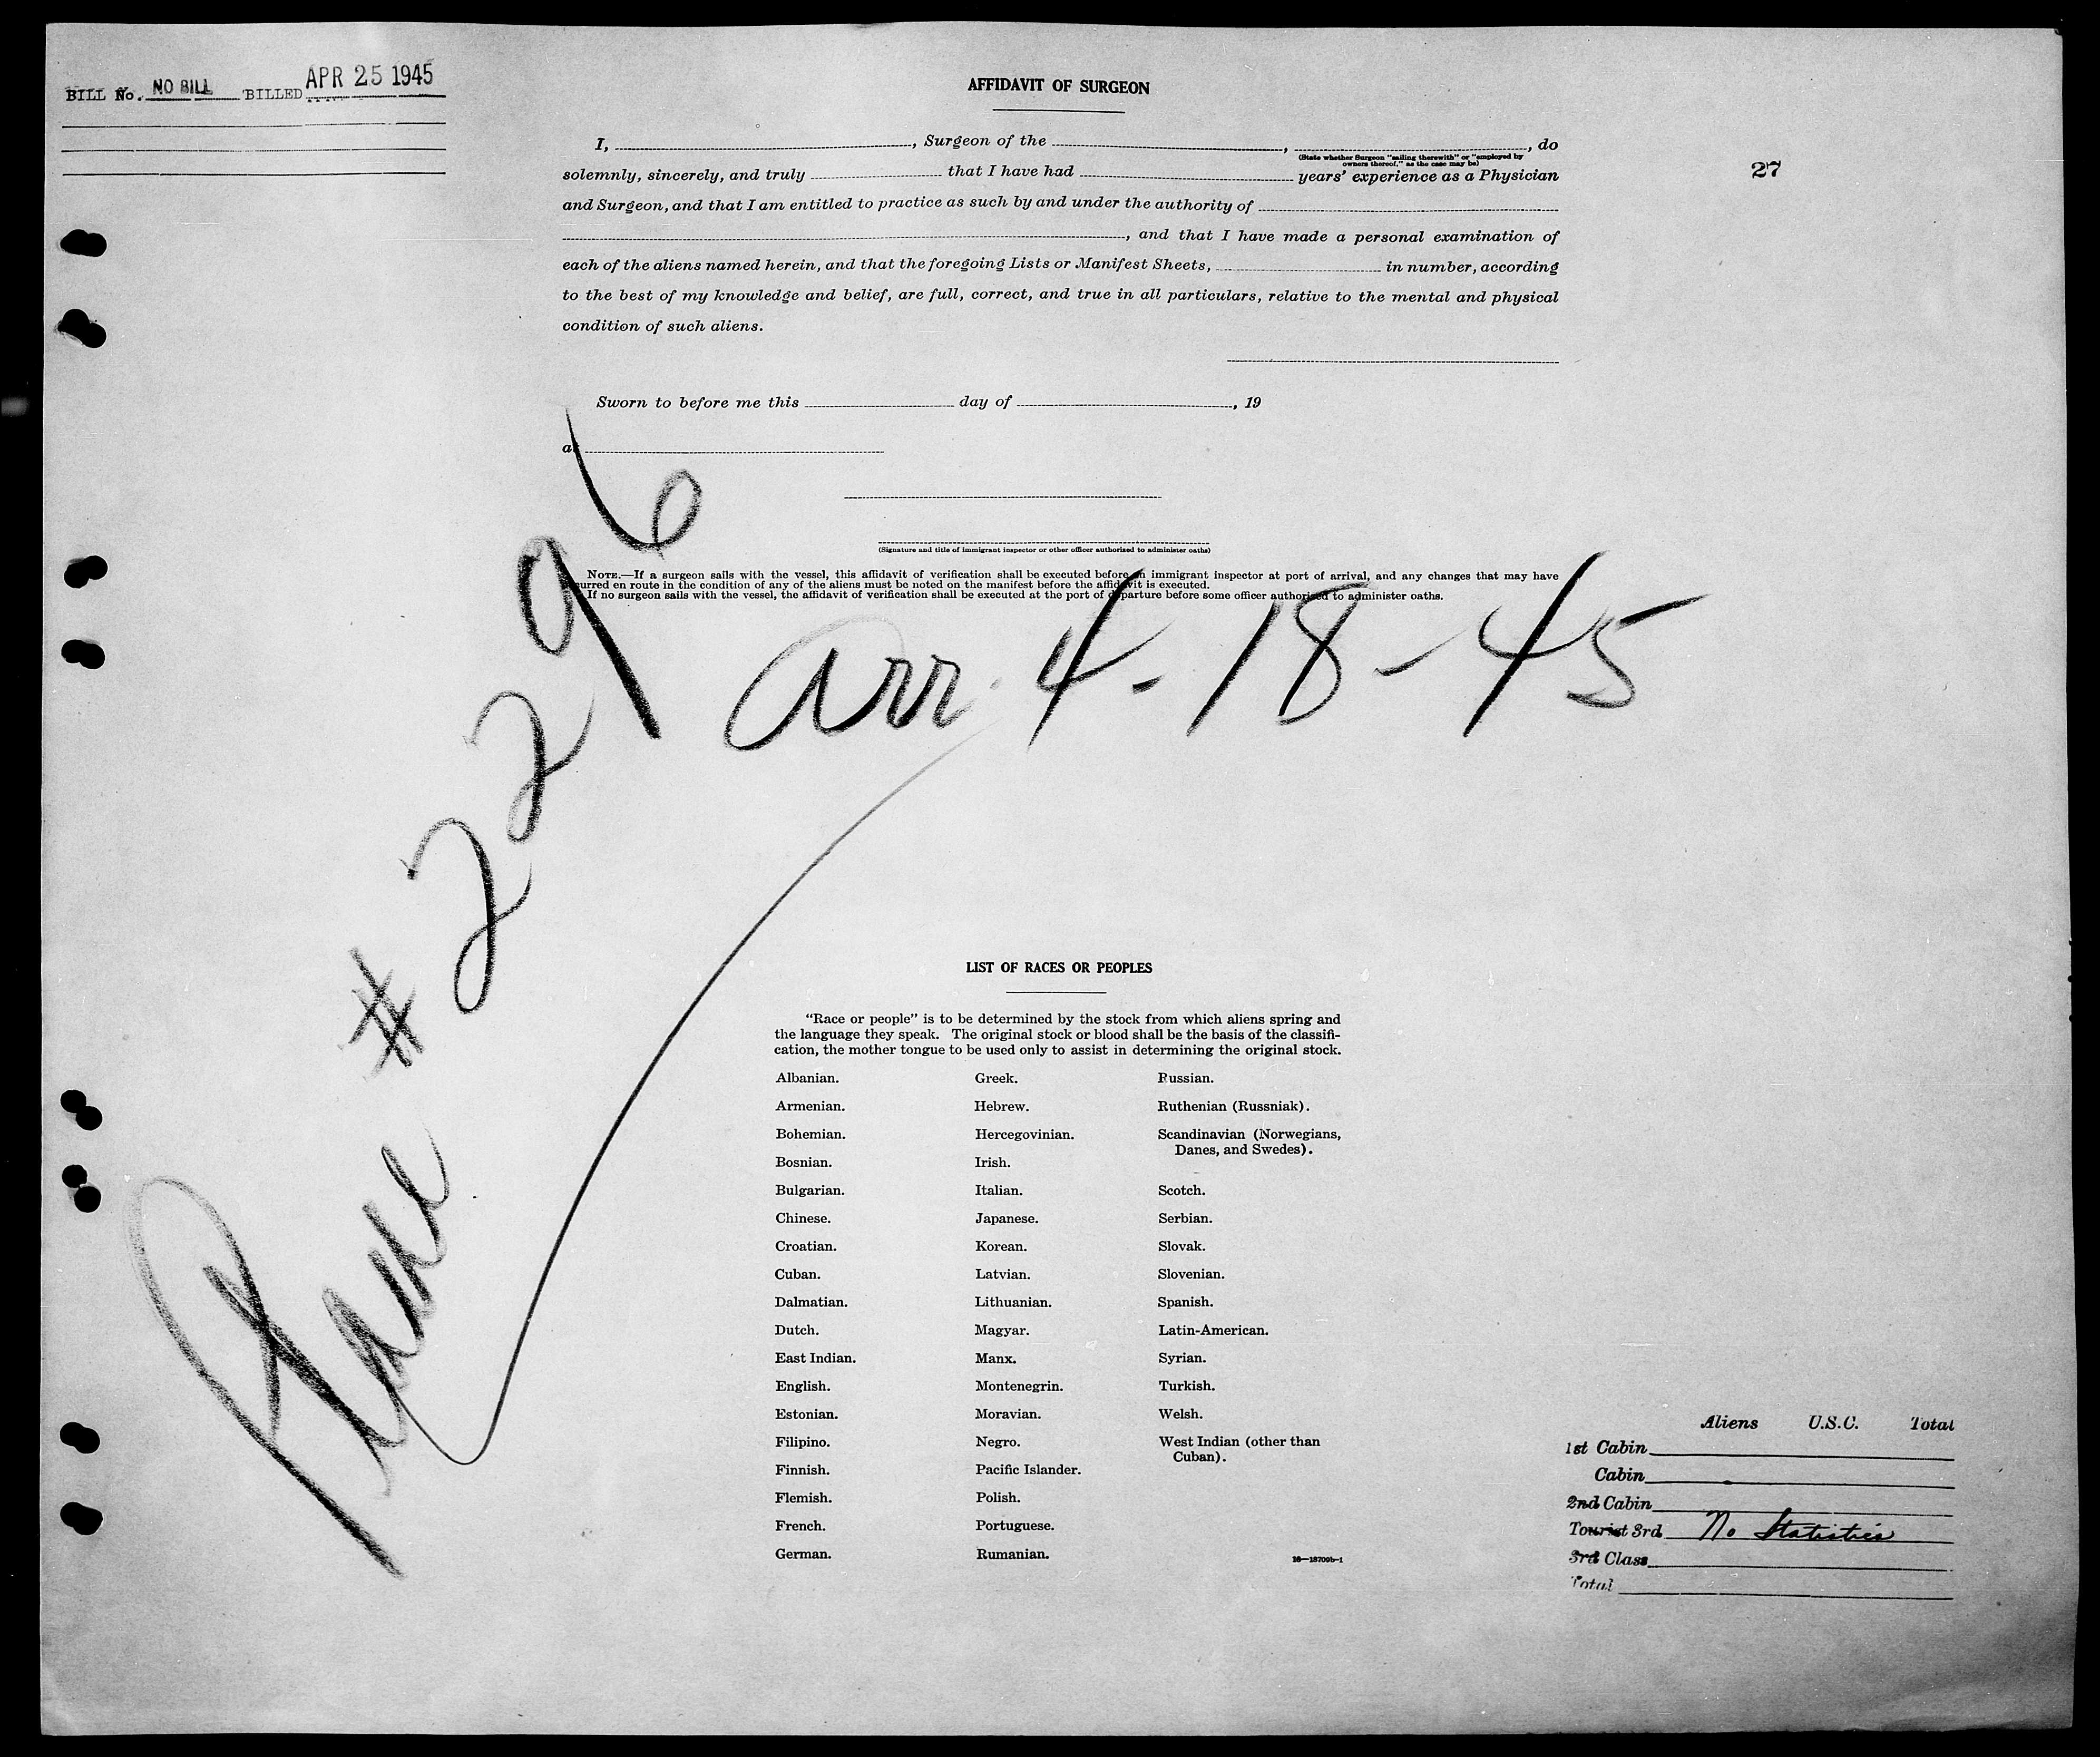 BILL No. NO BILL BILLED APR 25 1945
AFFIDAVIT OF SURGEON
I, , Surgeon of the , , do
(State whether Surgeon "sailing therewith" or "employed by
owners thereof," as the case may be)
solemnly, sincerely, and truly that I have had years' experience as a Physician
27
and Surgeon, and that I am entitled to practice as such by and under the authority of
, and that I have made a personal examination of
each of the aliens named herein, and that the foregoing Lists or Manifest Sheets, in number, according
to the best of my knowledge and belief, are full, correct, and true in all particulars, relative to the mental and physical
condition of such aliens.
Sworn to before me this day of , 19
at
(Signature and title of immigrant inspector or other officer authorized to administer oaths)
NOTE.—If a surgeon sails with the vessel, this affidavit of verification shall be executed before an immigrant inspector at port of arrival, and any changes that may have
occurred en route in the condition of any of the aliens must be noted on the manifest before the affidavit is executed.
If no surgeon sails with the vessel, the affidavit of verification shall be executed at the port of departure before some officer authorized to administer oaths.
Plane # 2296
arr. 4-18-45
LIST OF RACES OR PEOPLES
"Race or people" is to be determined by the stock from which aliens spring and
the language they speak. The original stock or blood shall be the basis of the classifi-
cation, the mother tongue to be used only to assist in determining the original stock.
Albanian.
Armenian.
Bohemian.
Bosnian.
Bulgarian.
Chinese.
Croatian.
Cuban.
Dalmatian.
Dutch.
East Indian.
English.
Estonian.
Filipino.
Finnish.
Flemish.
French.
German.
Greek.
Hebrew.
Hercegovinian.
Irish.
Italian.
Japanese.
Korean.
Latvian.
Lithuanian.
Magyar.
Manx.
Montenegrin.
Moravian.
Negro.
Pacific Islander.
Polish.
Portuguese.
Rumanian.
Russian.
Ruthenian (Russniak).
Scandinavian (Norwegians,
Danes, and Swedes).
Scotch.
Serbian.
Slovak.
Slovenian.
Spanish.
Latin-American.
Syrian.
Turkish.
Welsh.
West Indian (other than
Cuban).
16—18709b-1
Aliens U.S.C. Total
1st Cabin
Cabin
2nd Cabin
Tourist 3rd No Statistics
3rd Class
Total